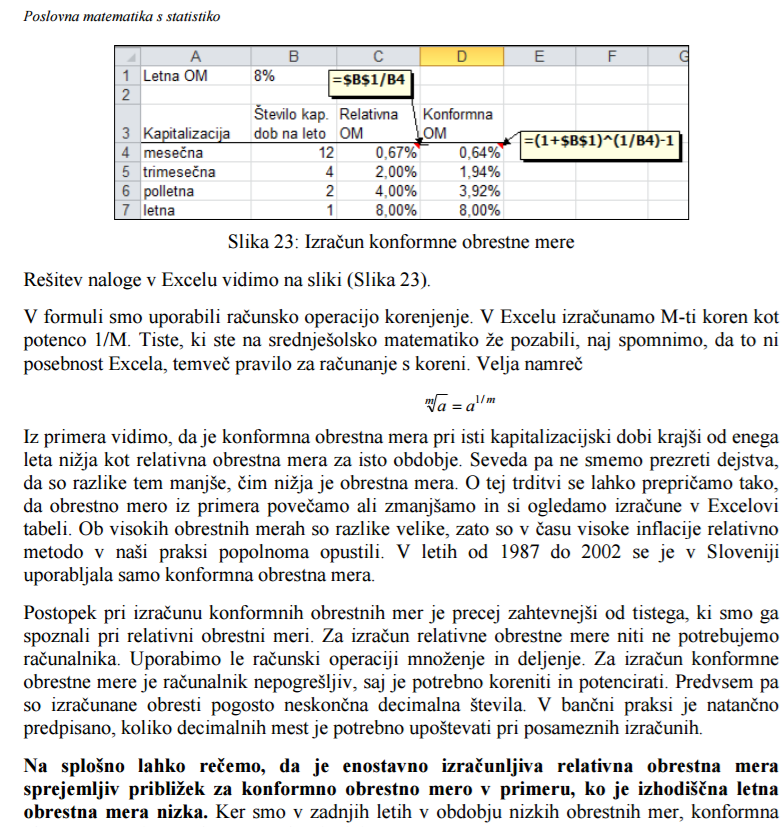 Poslovna matematika s statistiko
A B C D E F G
1 Letna OM 8% =$B$1/B4
2
Število kap. Relativna Konformna
3 Kapitalizacija dob na leto OM OM =(1+$B$1)^(1/B4)-1
4 mesečna 12 0,67% 0,64%
5 trimesečna 4 2,00% 1,94%
6 polletna 2 4,00% 3,92%
7 letna 1 8,00% 8,00%
Slika 23: Izračun konformne obrestne mere
Rešitev naloge v Excelu vidimo na sliki (Slika 23).
V formuli smo uporabili računsko operacijo korenjenje. V Excelu izračunamo M-ti koren kot
potenco 1/M. Tiste, ki ste na srednješolsko matematiko že pozabili, naj spomnimo, da to ni
posebnost Excela, temveč pravilo za računanje s koreni. Velja namreč
ᵐ√a = a^1/m
Iz primera vidimo, da je konformna obrestna mera pri isti kapitalizacijski dobi krajši od enega
leta nižja kot relativna obrestna mera za isto obdobje. Seveda pa ne smemo prezreti dejstva,
da so razlike tem manjše, čim nižja je obrestna mera. O tej trditvi se lahko prepričamo tako,
da obrestno mero iz primera povečamo ali zmanjšamo in si ogledamo izračune v Excelovi
tabeli. Ob visokih obrestnih merah so razlike velike, zato so v času visoke inflacije relativno
metodo v naši praksi popolnoma opustili. V letih od 1987 do 2002 se je v Sloveniji
uporabljala samo konformna obrestna mera.
Postopek pri izračunu konformnih obrestnih mer je precej zahtevnejši od tistega, ki smo ga
spoznali pri relativni obrestni meri. Za izračun relativne obrestne mere niti ne potrebujemo
računalnika. Uporabimo le računski operaciji množenje in deljenje. Za izračun konformne
obrestne mere je računalnik nepogrešljiv, saj je potrebno koreniti in potencirati. Predvsem pa
so izračunane obresti pogosto neskončna decimalna števila. V bančni praksi je natančno
predpisano, koliko decimalnih mest je potrebno upoštevati pri posameznih izračunih.
Na splošno lahko rečemo, da je enostavno izračunljiva relativna obrestna mera
sprejemljiv približek za konformno obrestno mero v primeru, ko je izhodiščna letna
obrestna mera nizka. Ker smo v zadnjih letih v obdobju nizkih obrestnih mer, konformna